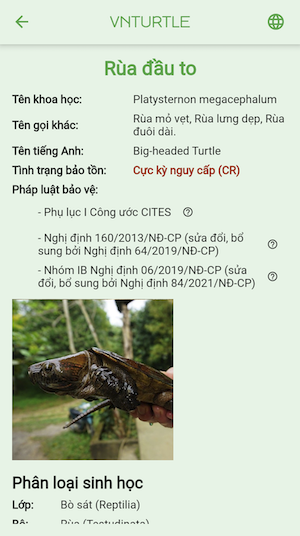 VNTURTLE
Rùa đầu to
Tên khoa học: Platysternon megacephalum
Tên gọi khác: Rùa mỏ vẹt, Rùa lưng dẹp, Rùa
đuôi dài.
Tên tiếng Anh: Big-headed Turtle
Tình trạng bảo tồn: Cực kỳ nguy cấp (CR)
Pháp luật bảo vệ:
- Phụ lục I Công ước CITES
- Nghị định 160/2013/NĐ-CP (sửa đổi, bổ
sung bởi Nghị định 64/2019/NĐ-CP)
- Nhóm IB Nghị định 06/2019/NĐ-CP (sửa
đổi, bổ sung bởi Nghị định 84/2021/NĐ-CP)
Phân loại sinh học
Lớp: Bò sát (Reptilia)
Bộ: Rùa (Testudinata)